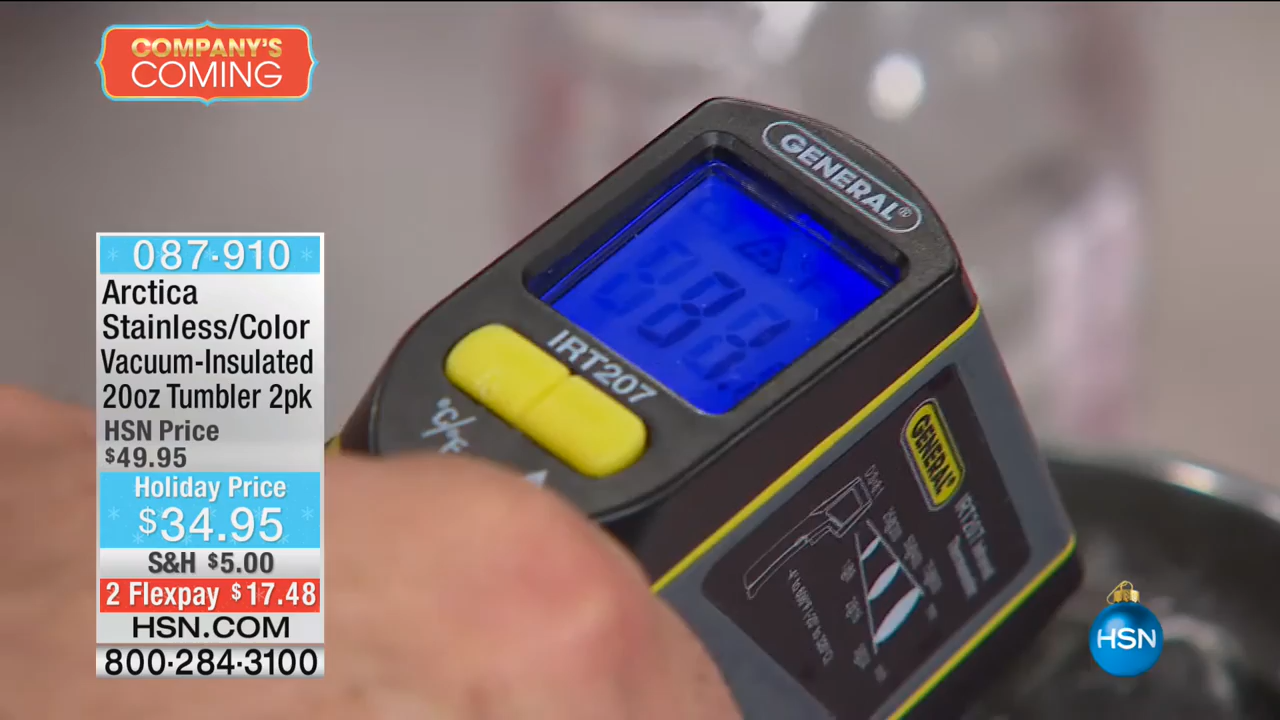 COMPANY'S
COMING
087-910
Arctica
Stainless/Color
Vacuum-Insulated
20oz Tumbler 2pk
HSN Price
$49.95
Holiday Price
$34.95
S&H $5.00
2 Flexpay $17.48
HSN.COM
800-284-3100
GENERAL®
IRT207
°C/°F
GENERAL®
IRT207
HSN